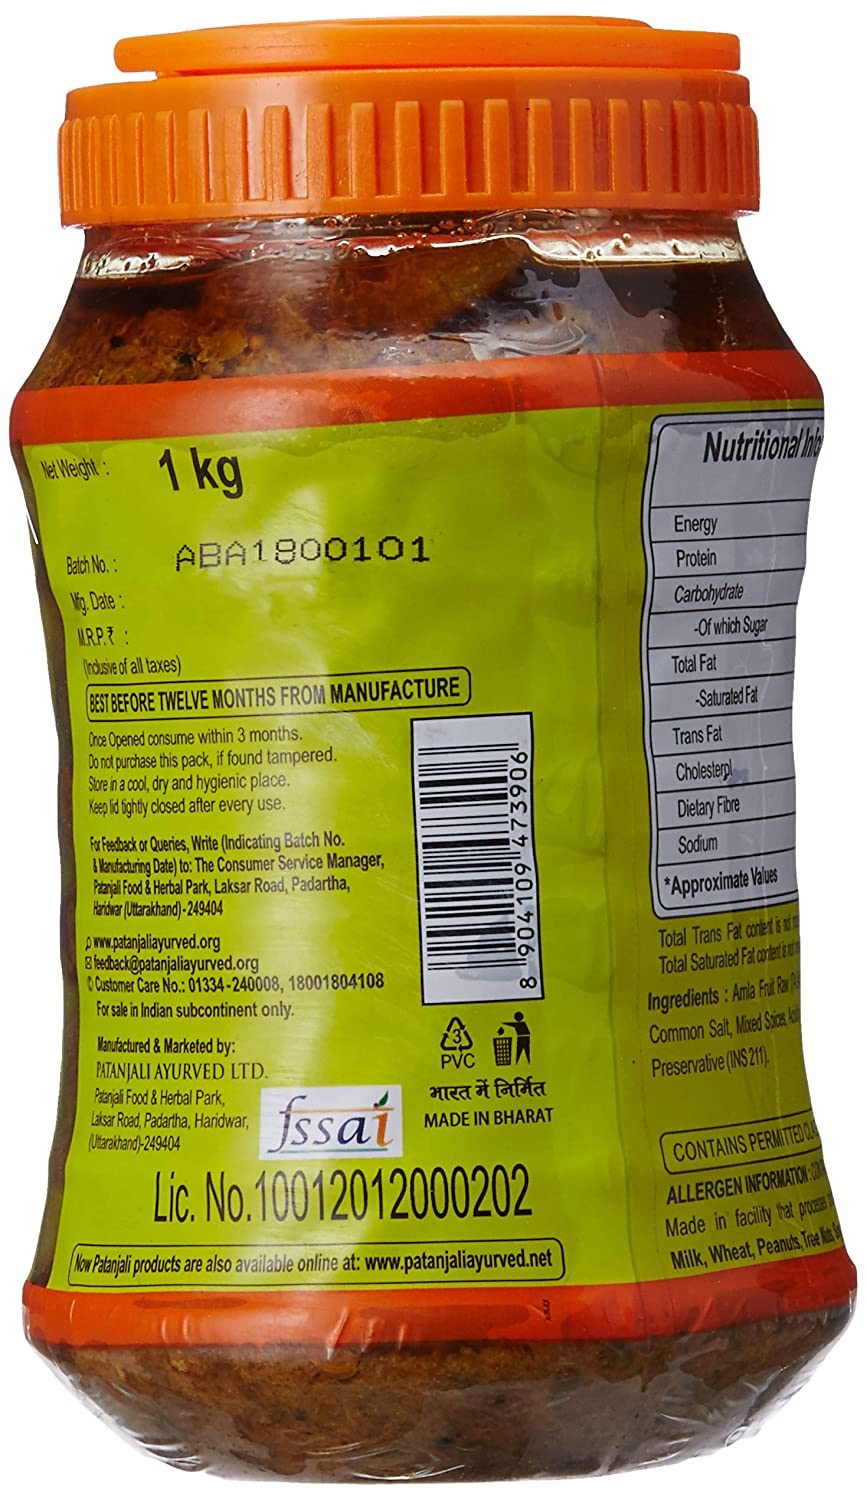 Net Weight : 1 kg
Batch No. : ABA1800101
Mfg. Date :
M.R.P.₹ :
(Inclusive of all taxes)
BEST BEFORE TWELVE MONTHS FROM MANUFACTURE
Once Opened consume within 3 months.
Do not purchase this pack, if found tampered.
Store in a cool, dry and hygienic place.
Keep lid tightly closed after every use.
For Feedback or Queries, Write (Indicating Batch No.
& Manufacturing Date) to: The Consumer Service Manager,
Patanjali Food & Herbal Park, Laksar Road, Padartha,
Haridwar (Uttarakhand)-249404
www.patanjaliayurved.org
feedback@patanjaliayurved.org
Customer Care No.: 01334-240008, 18001804108
For sale in Indian subcontinent only.
Manufactured & Marketed by:
PATANJALI AYURVED LTD.
Patanjali Food & Herbal Park,
Laksar Road, Padartha, Haridwar,
(Uttarakhand)-249404
fssai
Lic. No.10012012000202
Now Patanjali products are also available online at: www.patanjaliayurved.net
8 904109 473906
3
PVC
भारत में निर्मित
MADE IN BHARAT
Nutritional
Energy
Protein
Carbohydrate
-Of which Sugar
Total Fat
-Saturated Fat
Trans Fat
Cholesterol
Dietary Fibre
Sodium
*Approximate Values
Total Trans Fat content is not
Total Saturated Fat content is not
Ingredients : Amla Fruit Raw
Common Salt, Mixed Spices,
Preservative (INS 211).
CONTAINS PERMITTED
ALLERGEN INFORMATION :
Made in facility that processes
Milk, Wheat, Peanuts, Tree Nuts,